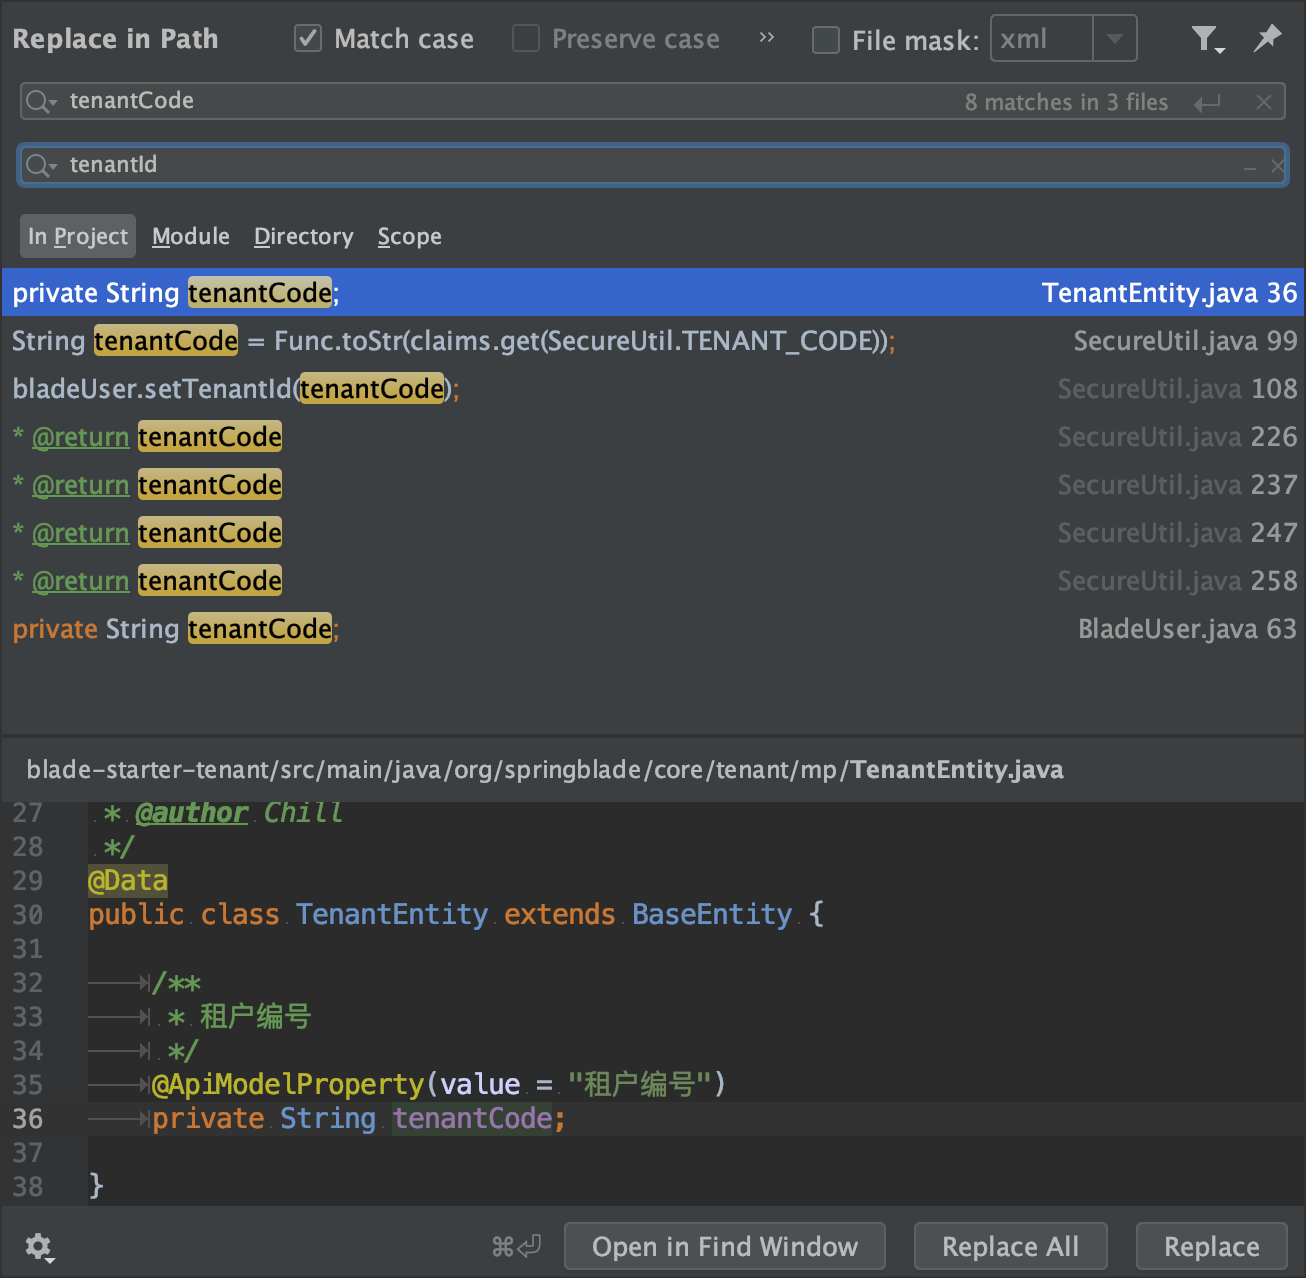 Replace in Path Match case Preserve case » File mask: xml
tenantCode 8 matches in 3 files
tenantId
In Project Module Directory Scope
private String tenantCode; TenantEntity.java 36
String tenantCode = Func.toStr(claims.get(SecureUtil.TENANT_CODE)); SecureUtil.java 99
bladeUser.setTenantId(tenantCode); SecureUtil.java 108
* @return tenantCode SecureUtil.java 226
* @return tenantCode SecureUtil.java 237
* @return tenantCode SecureUtil.java 247
* @return tenantCode SecureUtil.java 258
private String tenantCode; BladeUser.java 63
blade-starter-tenant/src/main/java/org/springblade/core/tenant/mp/TenantEntity.java
27 * @author Chill
28 */
29 @Data
30 public class TenantEntity extends BaseEntity {
31
32 /**
33 * 租户编号
34 */
35 @ApiModelProperty(value = "租户编号")
36 private String tenantCode;
37
38 }
⌘⏎ Open in Find Window Replace All Replace